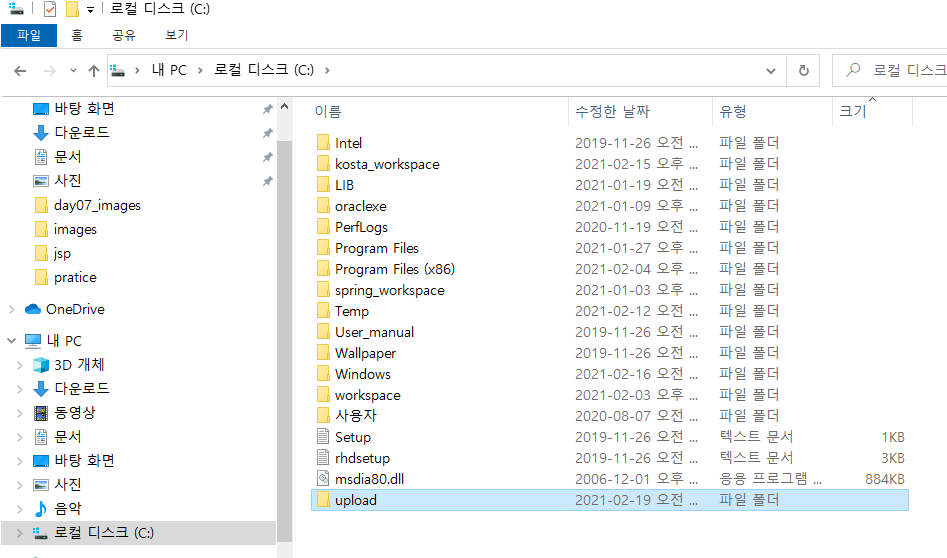 로컬 디스크 (C:)
파일 홈 공유 보기
내 PC 로컬 디스크 (C:) 로컬 디스크
바탕 화면
다운로드
문서
사진
day07_images
images
jsp
pratice
OneDrive
내 PC
3D 개체
다운로드
동영상
문서
바탕 화면
사진
음악
로컬 디스크 (C:)
이름 수정한 날짜 유형 크기
Intel 2019-11-26 오전 ... 파일 폴더
kosta_workspace 2021-02-15 오후 ... 파일 폴더
LIB 2021-01-19 오전 ... 파일 폴더
oraclexe 2021-01-09 오후 ... 파일 폴더
PerfLogs 2020-11-19 오전 ... 파일 폴더
Program Files 2021-01-27 오후 ... 파일 폴더
Program Files (x86) 2021-02-04 오후 ... 파일 폴더
spring_workspace 2021-01-03 오후 ... 파일 폴더
Temp 2021-02-12 오전 ... 파일 폴더
User_manual 2019-11-26 오전 ... 파일 폴더
Wallpaper 2019-11-26 오전 ... 파일 폴더
Windows 2021-02-16 오전 ... 파일 폴더
workspace 2021-02-03 오후 ... 파일 폴더
사용자 2020-08-07 오전 ... 파일 폴더
Setup 2019-11-26 오전 ... 텍스트 문서 1KB
rhdsetup 2019-11-26 오전 ... 텍스트 문서 3KB
msdia80.dll 2006-12-01 오후 ... 응용 프로그램 ... 884KB
upload 2021-02-19 오전 ... 파일 폴더